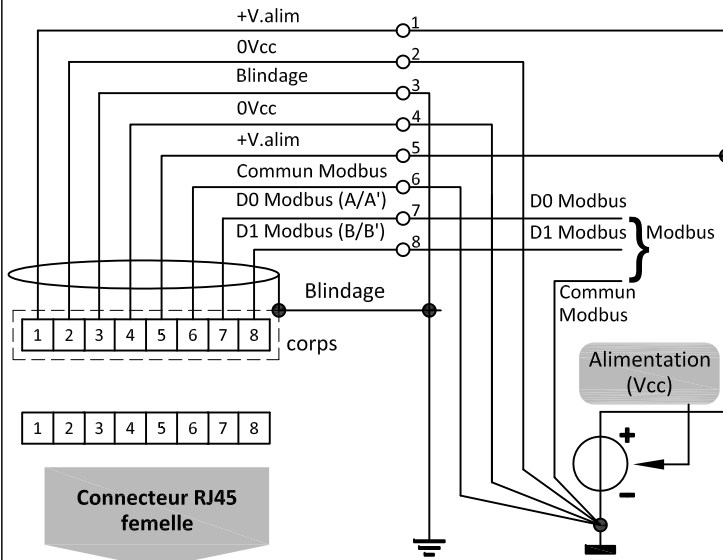 +V.alim
1
0Vcc
2
Blindage
3
0Vcc
4
+V.alim
5
Commun Modbus
6
D0 Modbus (A/A')
7
D0 Modbus
D1 Modbus (B/B')
8
D1 Modbus
Modbus
Blindage
Commun
Modbus
1 2 3 4 5 6 7 8
corps
Alimentation
(Vcc)
1 2 3 4 5 6 7 8
+
–
Connecteur RJ45
femelle